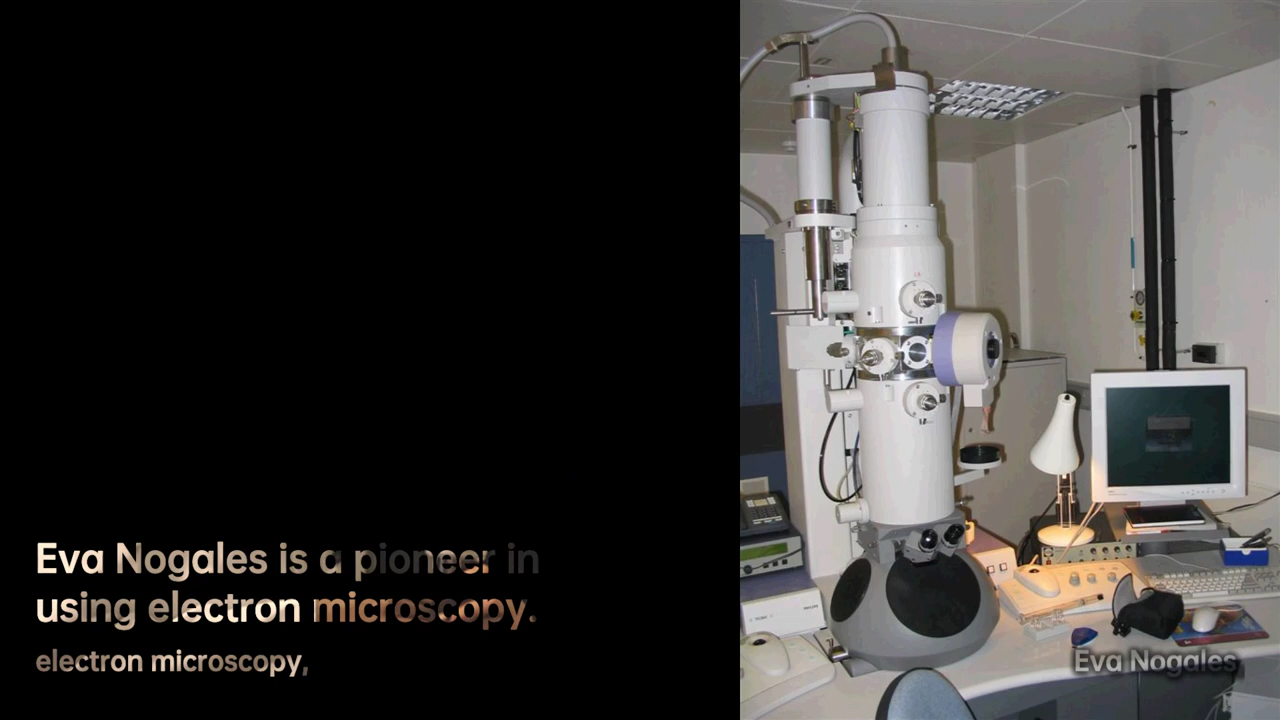 Eva Nogales is a pioneer in
using electron microscopy.
electron microscopy,
Eva Nogales